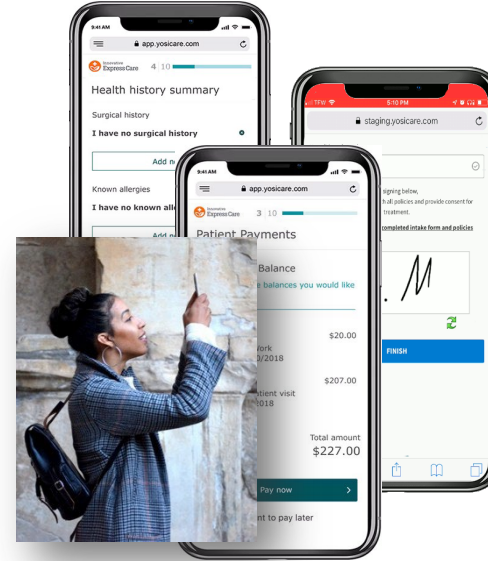 9:41 AM
app.yosicare.com
Innovative
Express Care
4 10
Health history summary
Surgical history
I have no surgical history
Add
Known allergies
I have no known
Add
9:41 AM
app.yosicare.com
Innovative
Express Care
3 10
Patient Payments
Balance
balances you would like
$20.00
/2018
$207.00
visit
2018
Total amount
$227.00
Pay now
to pay later
TFW
5:10 PM
staging.yosicare.com
signing below,
all policies and provide consent for
treatment.
completed intake form and policies
. M
FINISH